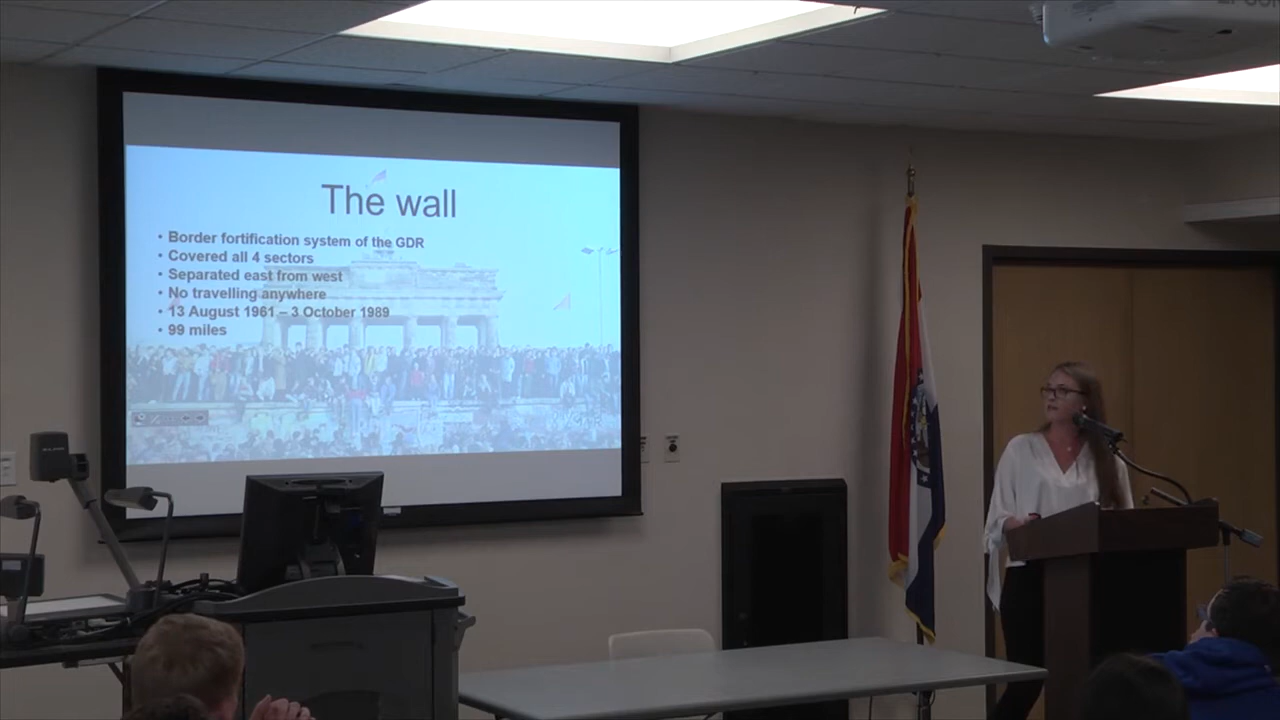 The wall
• Border fortification system of the GDR
• Covered all 4 sectors
• Separated east from west
• No travelling anywhere
• 13 August 1961 – 3 October 1989
• 99 miles